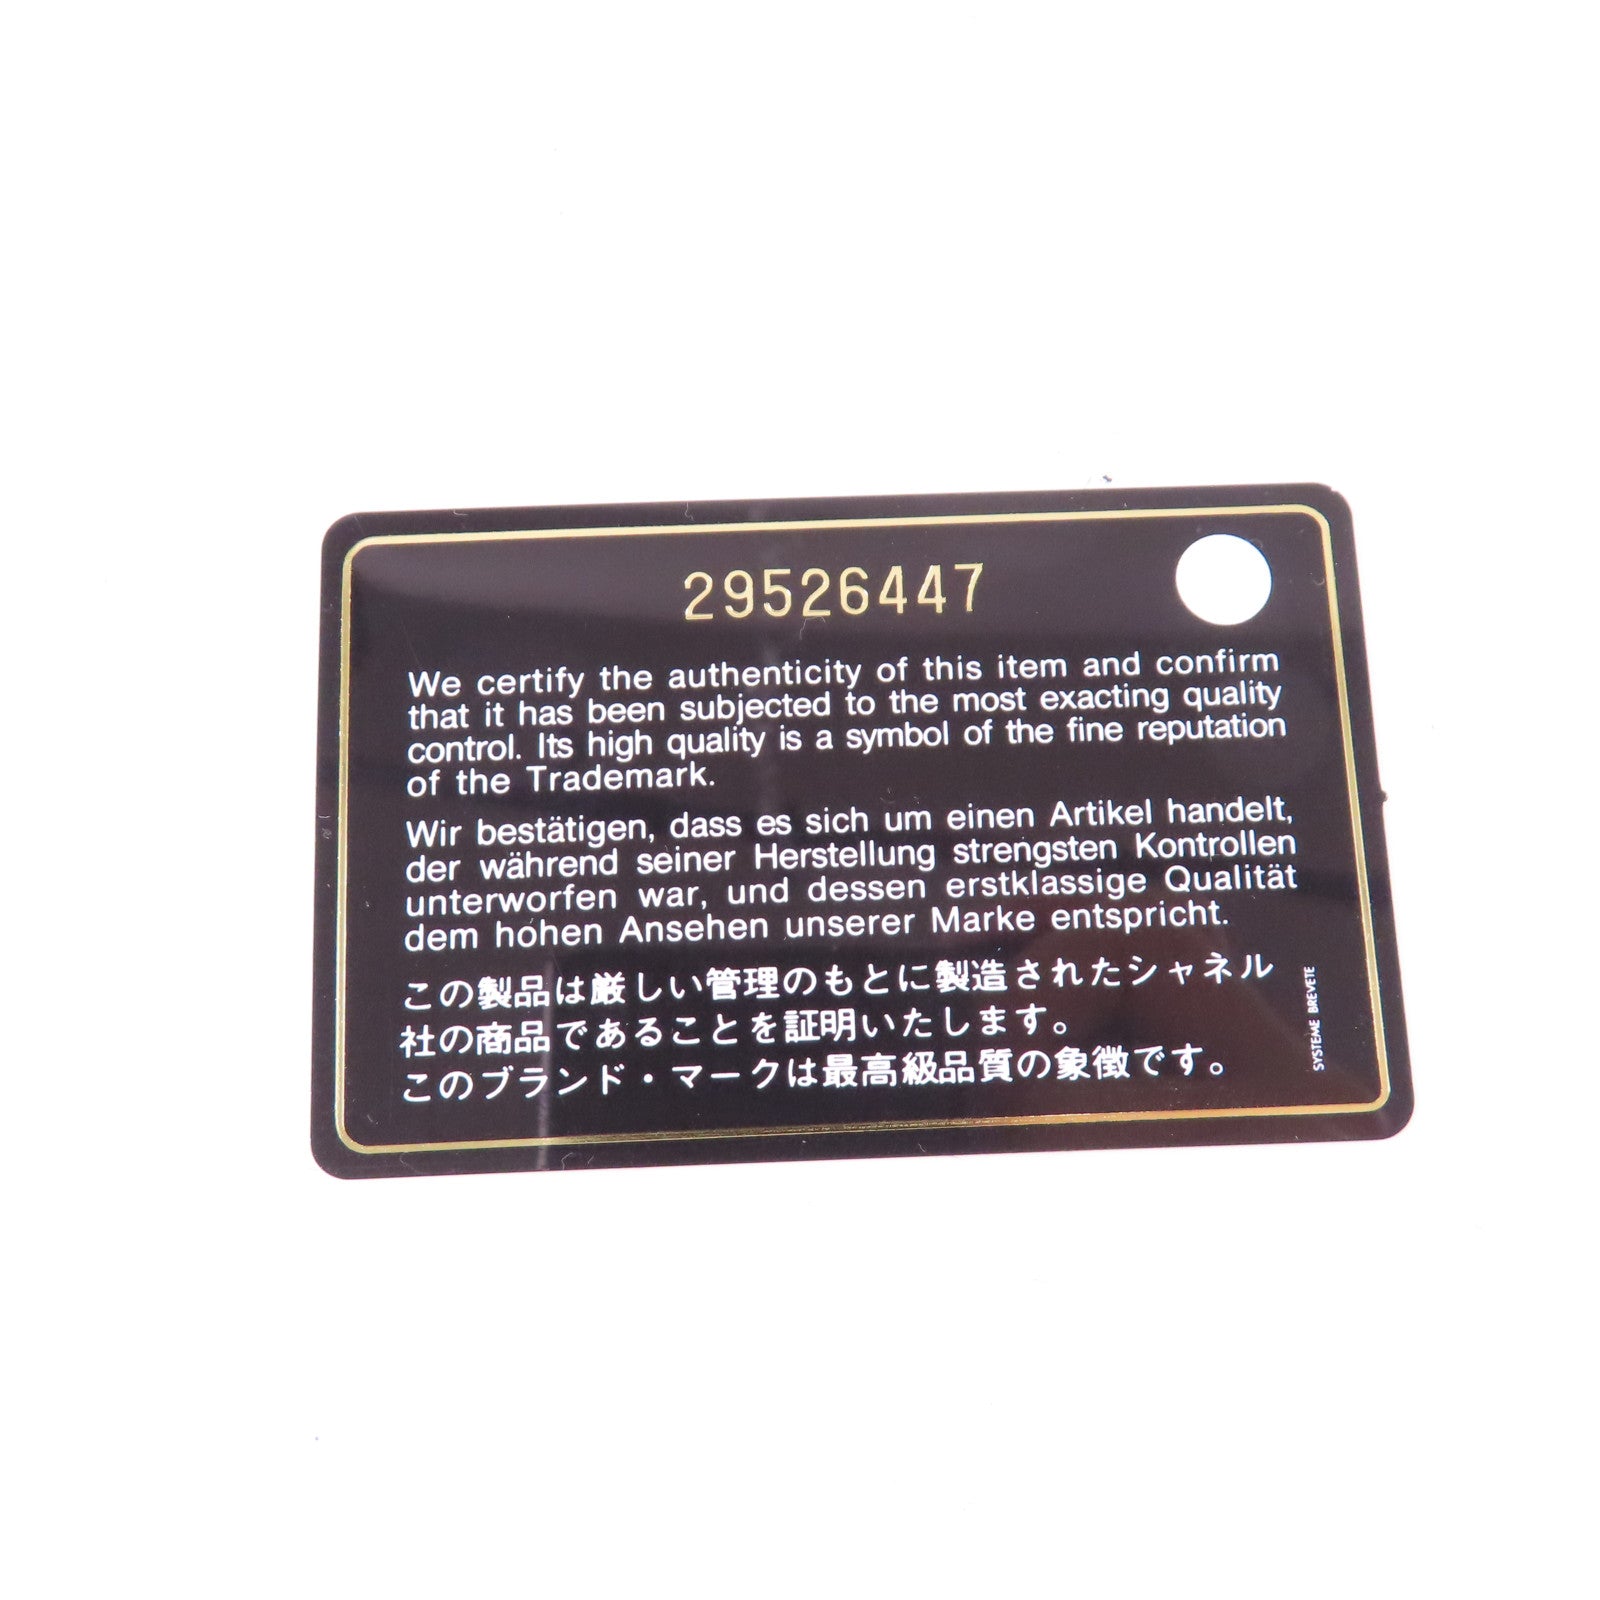 29526447
We certify the authenticity of this item and confirm
that it has been subjected to the most exacting quality
control. Its high quality is a symbol of the fine reputation
of the Trademark.
Wir bestätigen, dass es sich um einen Artikel handelt,
der während seiner Herstellung strengsten Kontrollen
unterworfen war, und dessen erstklassige Qualität
dem hohen Ansehen unserer Marke entspricht.
この製品は厳しい管理のもとに製造されたシャネル
社の商品であることを証明いたします。
このブランド・マークは最高級品質の象徴です。
SYSTEME BREVETE